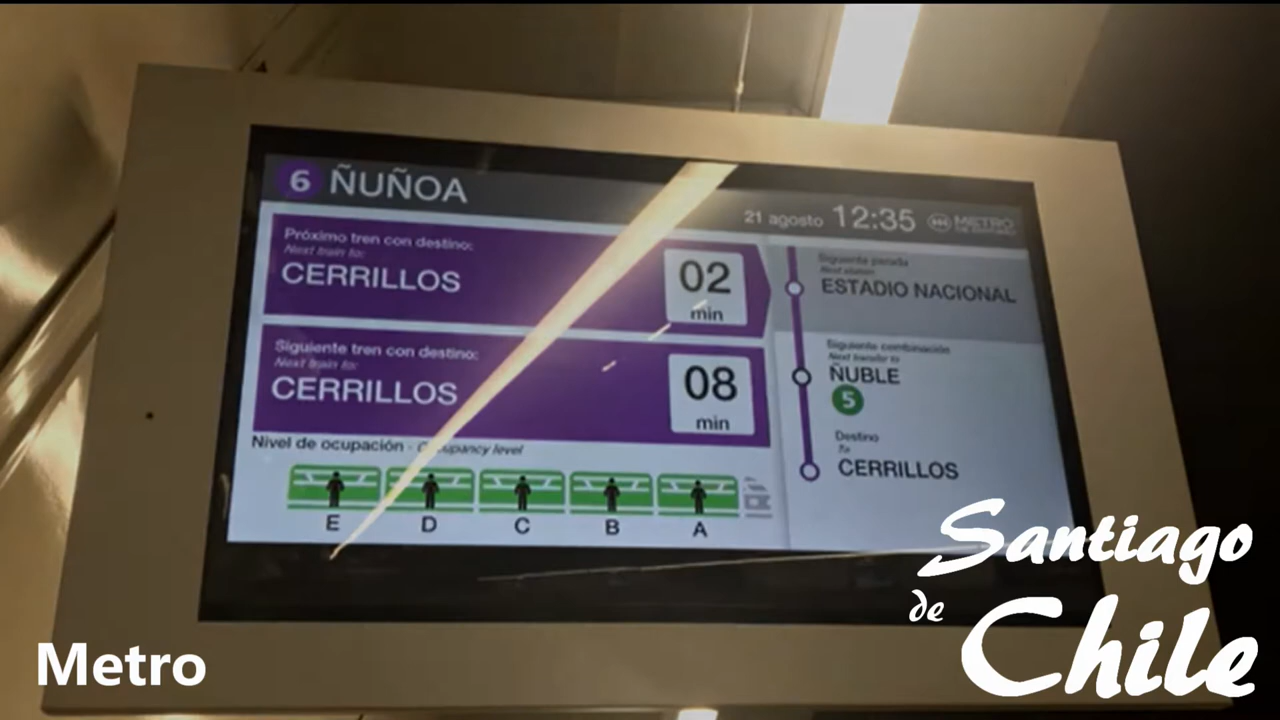 6 ÑUÑOA
21 agosto 12:35 METRO
Próximo tren con destino:
Next train to:
CERRILLOS
02
min
Siguiente tren con destino:
Next train to:
CERRILLOS
08
min
Nivel de ocupación - Occupancy level
E D C B A
Siguiente parada
Next station
ESTADIO NACIONAL
Siguiente combinación
Next transfer to
ÑUBLE
5
Destino
To
CERRILLOS
Santiago
de
Chile
Metro